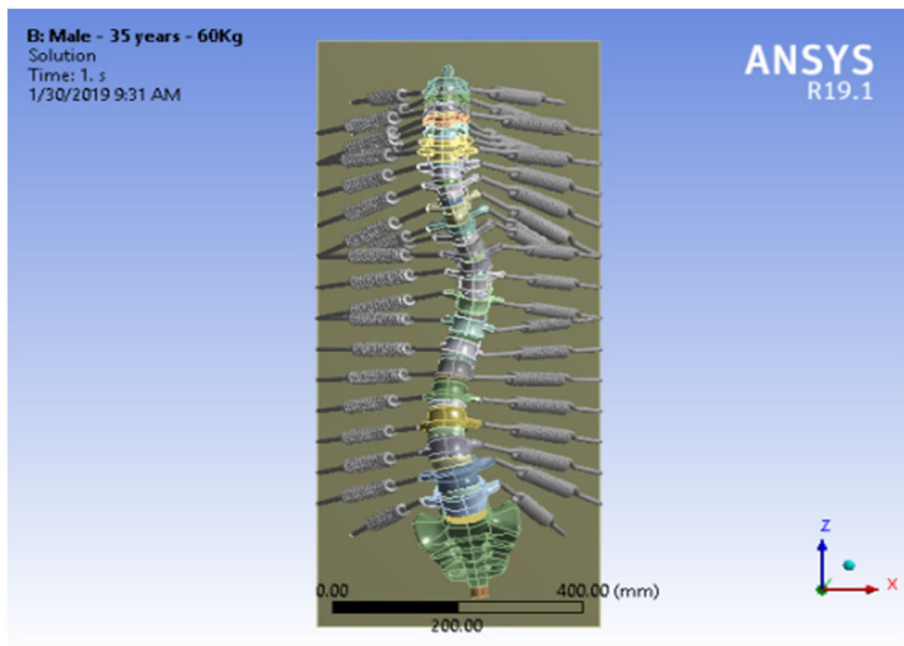 B: Male - 35 years - 60Kg
Solution
Time: 1. s
1/30/2019 9:31 AM
ANSYS
R19.1
Z
X
0.00 400.00 (mm)
200.00